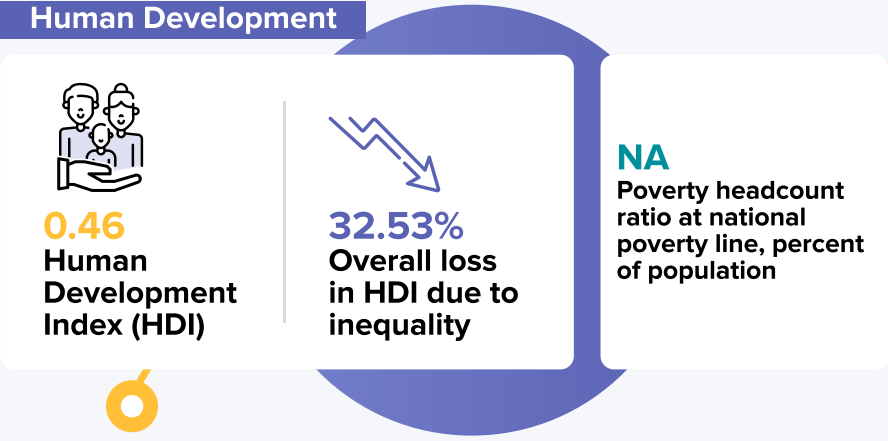 Human Development
0.46
Human
Development
Index (HDI)
32.53%
Overall loss
in HDI due to
inequality
NA
Poverty headcount
ratio at national
poverty line, percent
of population